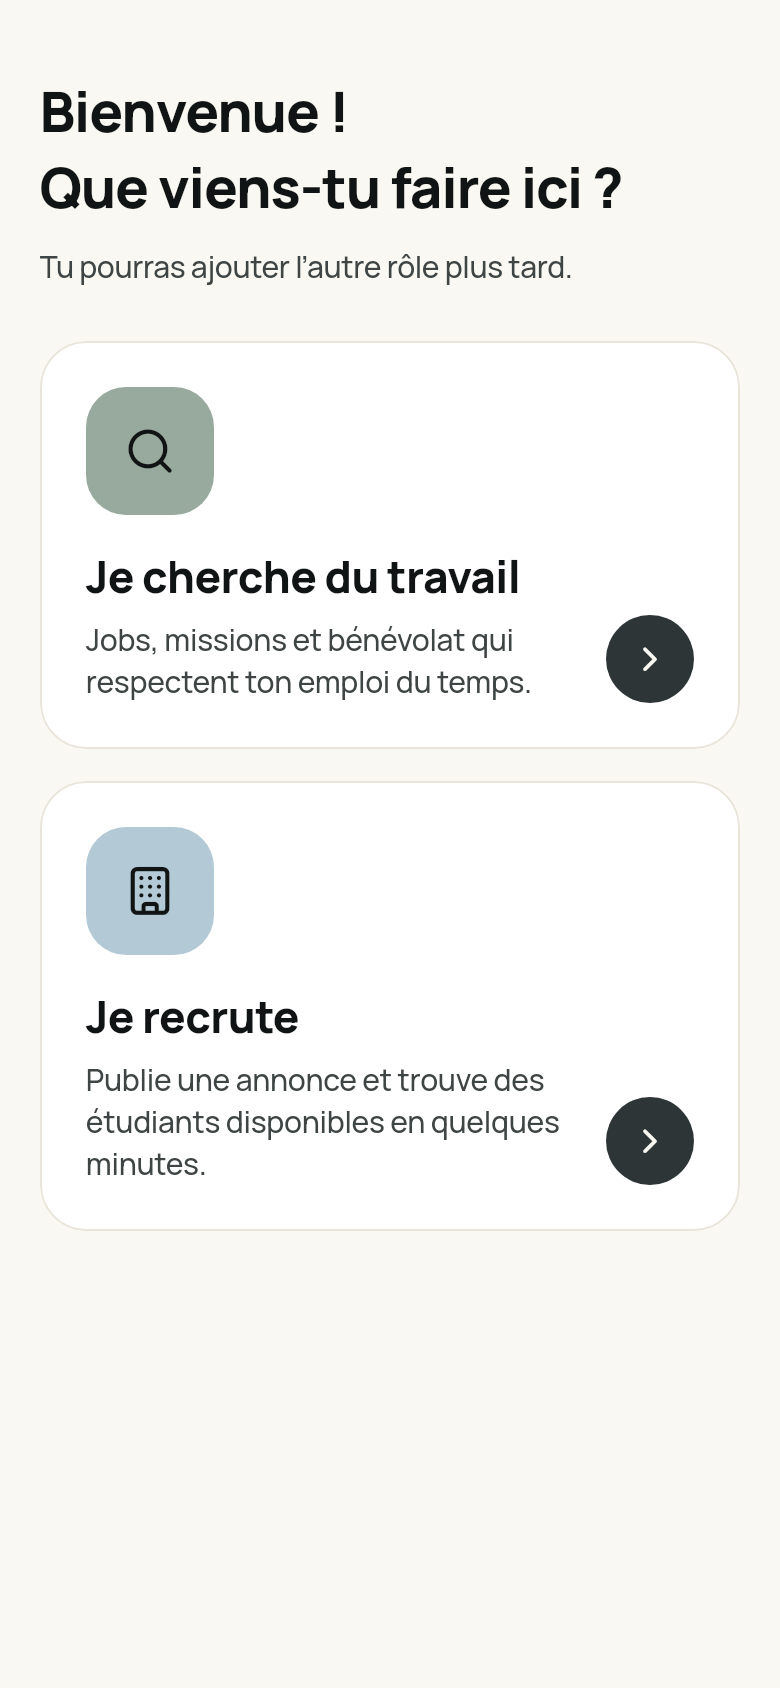 Bienvenue !
Que viens-tu faire ici ?
Tu pourras ajouter l’autre rôle plus tard.
Je cherche du travail
Jobs, missions et bénévolat qui
respectent ton emploi du temps.
Je recrute
Publie une annonce et trouve des
étudiants disponibles en quelques
minutes.